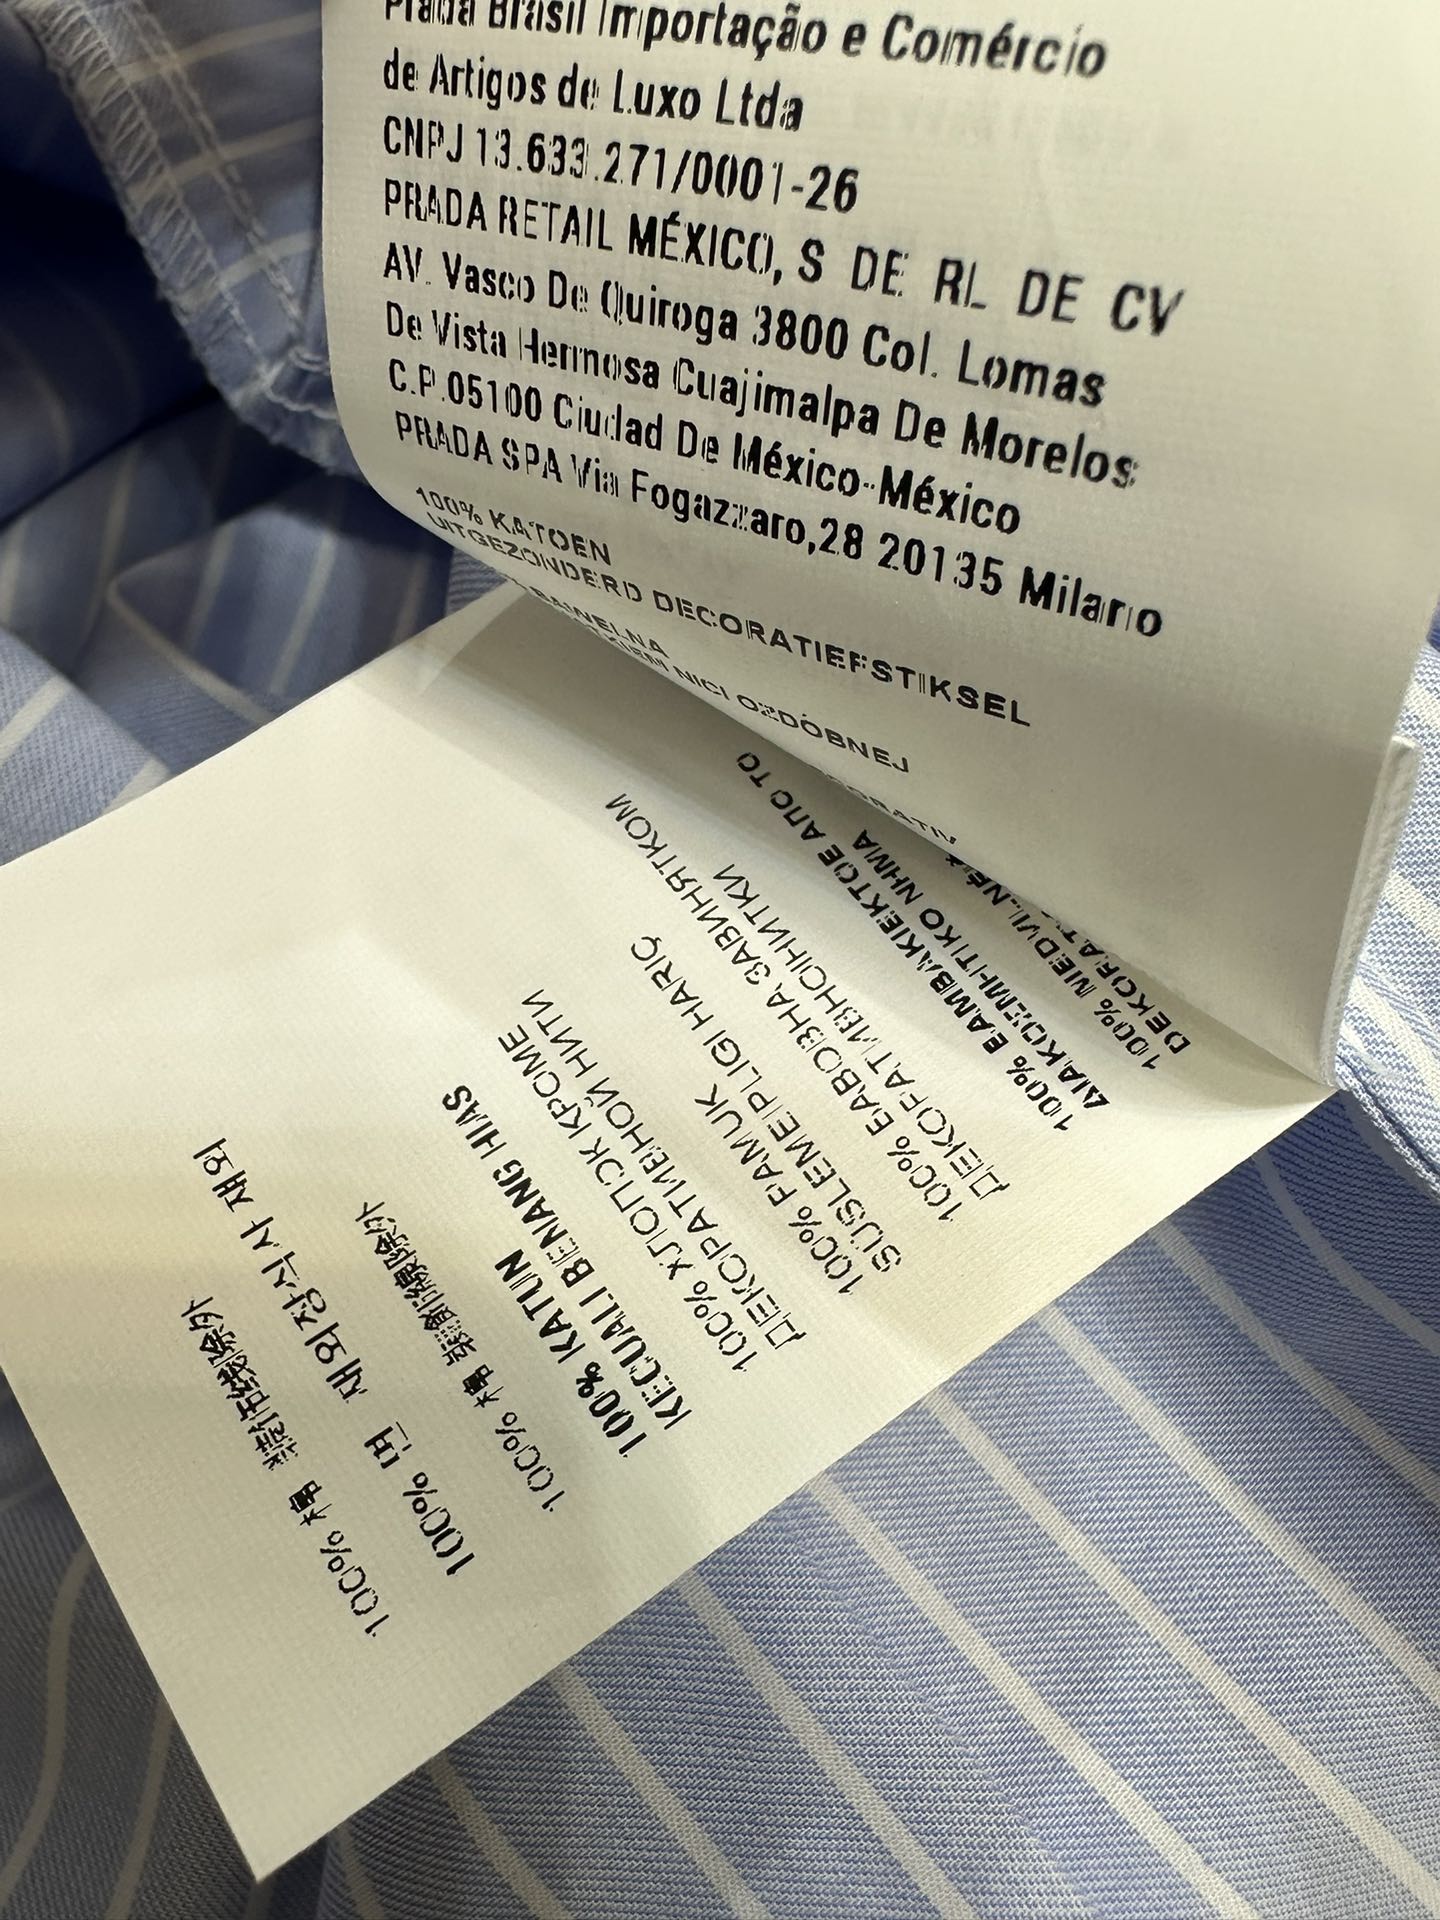 Prada Brasil Importação e Comércio
de Artigos de Luxo Ltda
CNPJ 13.633.271/0001-26
PRADA RETAIL MÉXICO, S DE RL DE CV
AV. Vasco De Quiroga 3800 Col. Lomas
De Vista Hermosa Cuajimalpa De Morelos
C.P.05100 Ciudad De México-México
PRADA SPA Via Fogazzaro,28 20135 Milano
100% KATOEN
UITGEZONDERD DECORATIEFSTIKSEL
BAWEŁNA
NICI OZDOBNEJ
100%
100% ΒΑΜΒΑΚΙ ΕΚΤΟΣ ΑΠΟ ΤΟ
ΔΙΑΚΟΣΜΗΤΙΚΟ ΝΗΜΑ
100% БАВОВНА, ЗА ВИНЯТКОМ
ДЕКОРАТИВНОЇ НИТКИ
100% PAMUK
SÜSLEME İPLİĞİ HARİÇ
100% ХЛОПОК КРОМЕ
ДЕКОРАТИВНОЙ НИТИ
100% KATUN
KECUALI BENANG HIAS
100% 棉 裝飾線除外
100% 면 제외 장식사 제외
100% 棉 装饰线除外